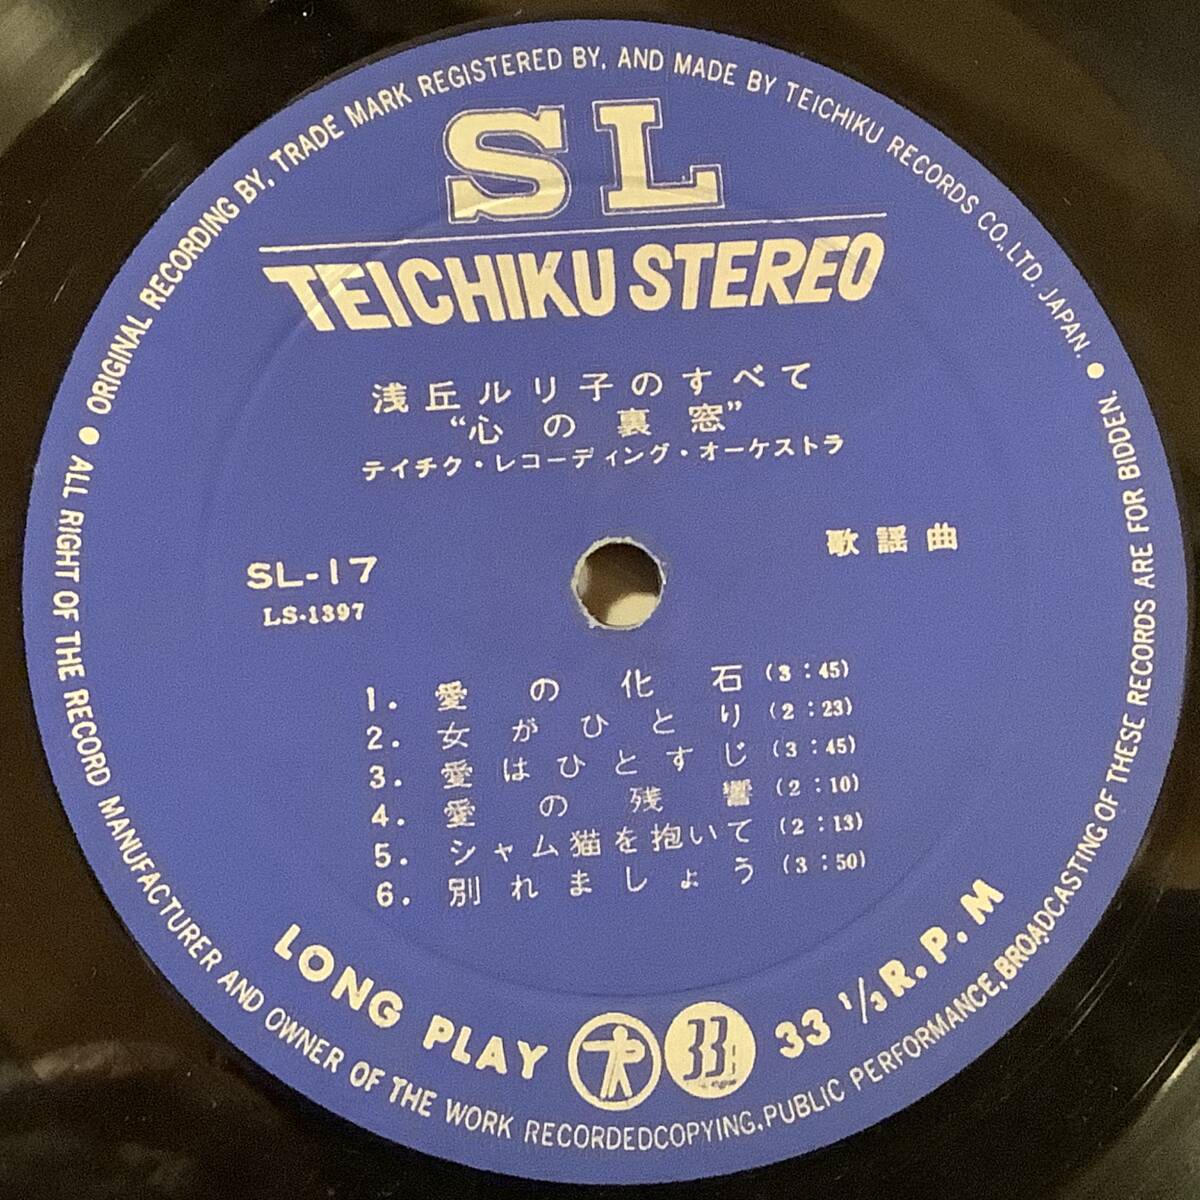 ORIGINAL RECORDING BY, TRADE MARK REGISTERED BY, AND MADE BY TEICHIKU RECORDS CO., LTD. JAPAN.
SL
TEICHIKU STEREO
浅丘ルリ子のすべて
“心の裏窓”
テイチク・レコーディング・オーケストラ
歌謡曲
SL-17
LS-1397
1. 愛の化石 (3:45)
2. 女がひとり (2:23)
3. 愛はひとすじ (3:45)
4. 愛の残響 (2:10)
5. シャム猫を抱いて (2:13)
6. 別れましょう (3:50)
LONG PLAY 33 1/3 R.P.M
33
ALL RIGHT OF THE RECORD MANUFACTURER AND OWNER OF THE WORK RECORDEDCOPYING, PUBLIC PERFORMANCE, BROADCASTING OF THESE RECORDS ARE FOR BIDDEN.